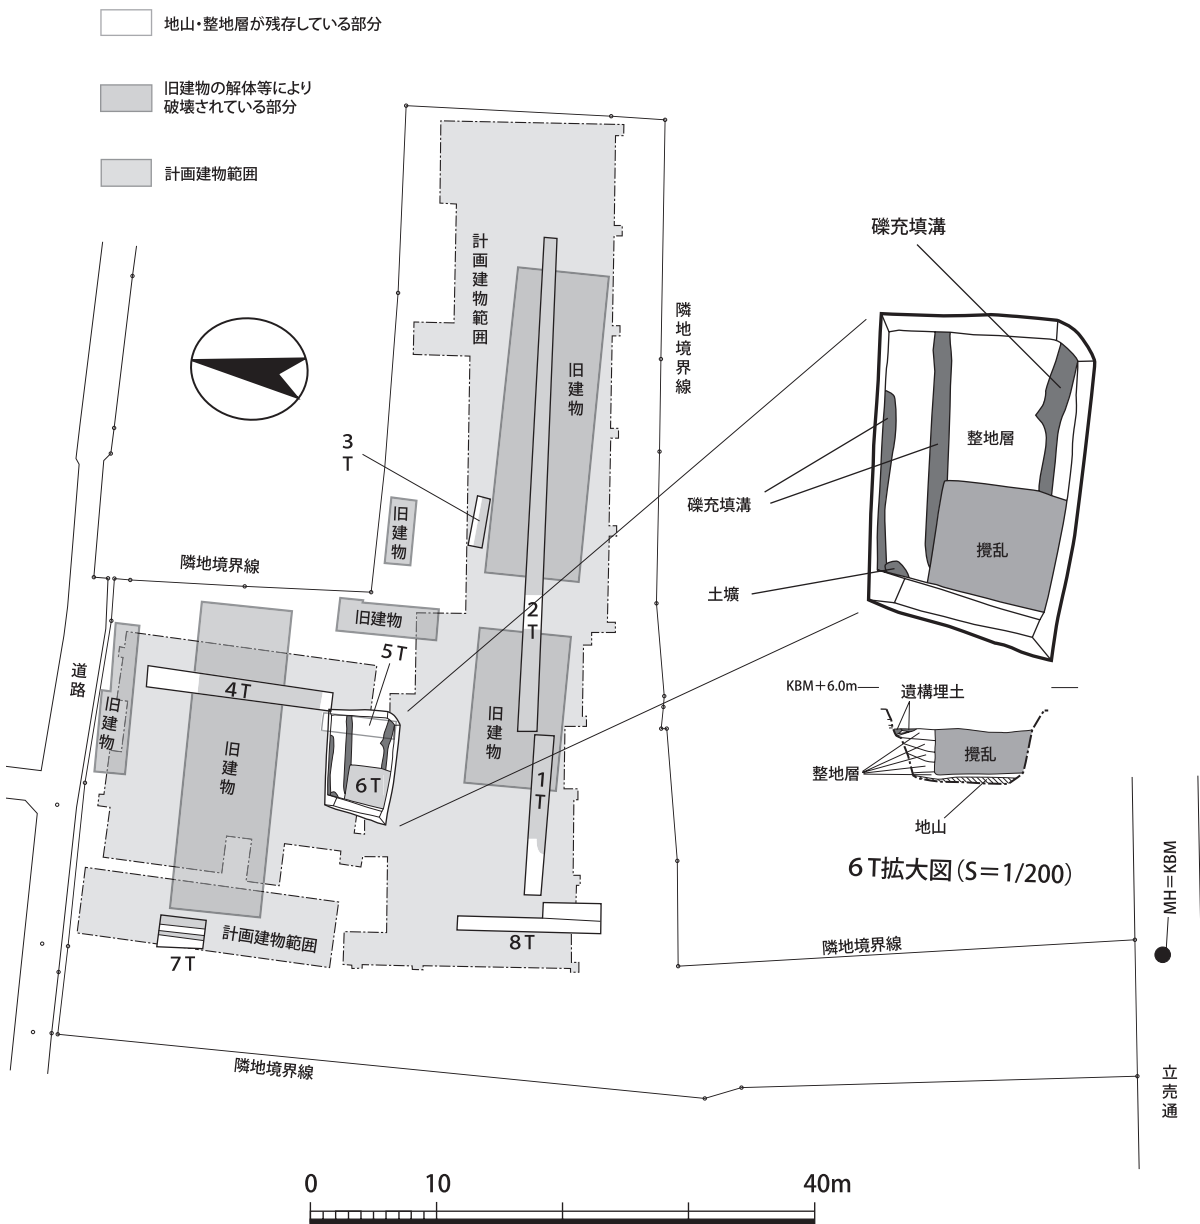 地山・整地層が残存している部分
旧建物の解体等により
破壊されている部分
計画建物範囲
計画建物範囲
隣地境界線
旧建物
礫充填溝
整地層
攪乱
礫充填溝
土壙
3T
旧建物
隣地境界線
旧建物
2T
5T
道路
旧建物
4T
旧建物
旧建物
6T
1T
KBM+6.0m
遺構埋土
整地層
攪乱
地山
6T拡大図(S=1/200)
MH=KBM
計画建物範囲
7T
8T
隣地境界線
隣地境界線
立売通
0 10 40m